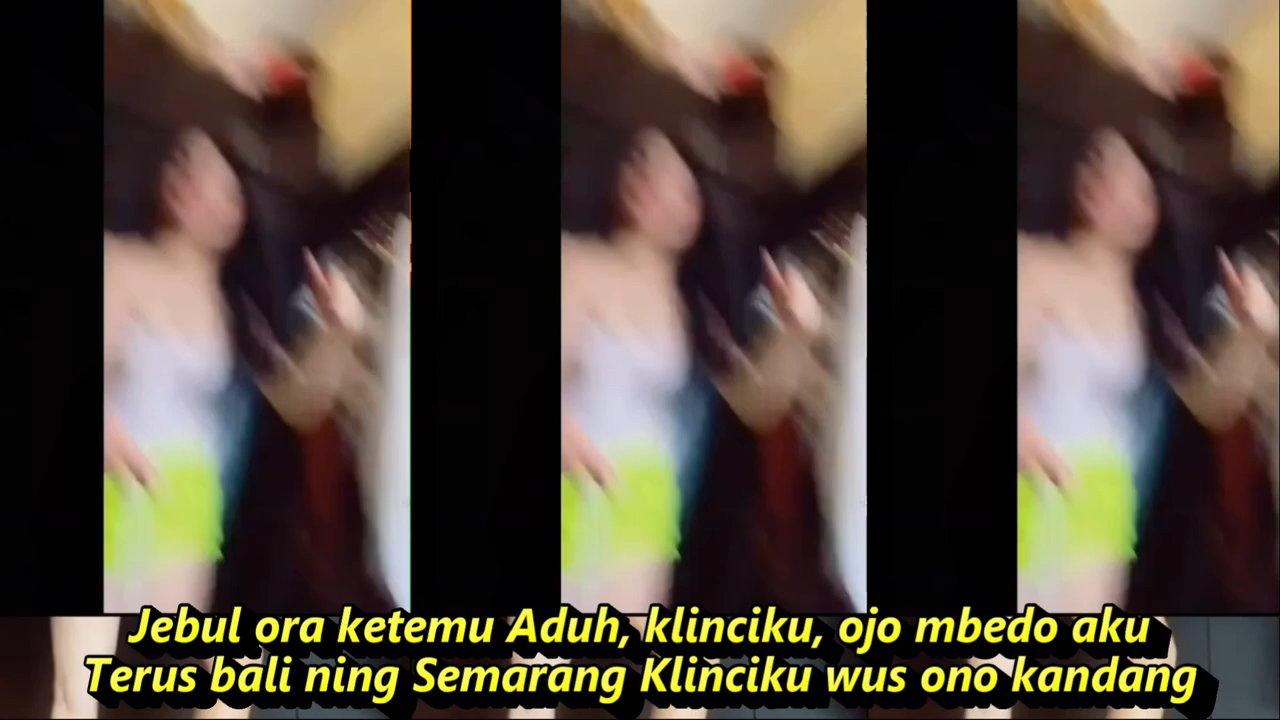 Jebul ora ketemu Aduh, klinciku, ojo mbedo aku
Terus bali ning Semarang Klinciku wus ono kandang